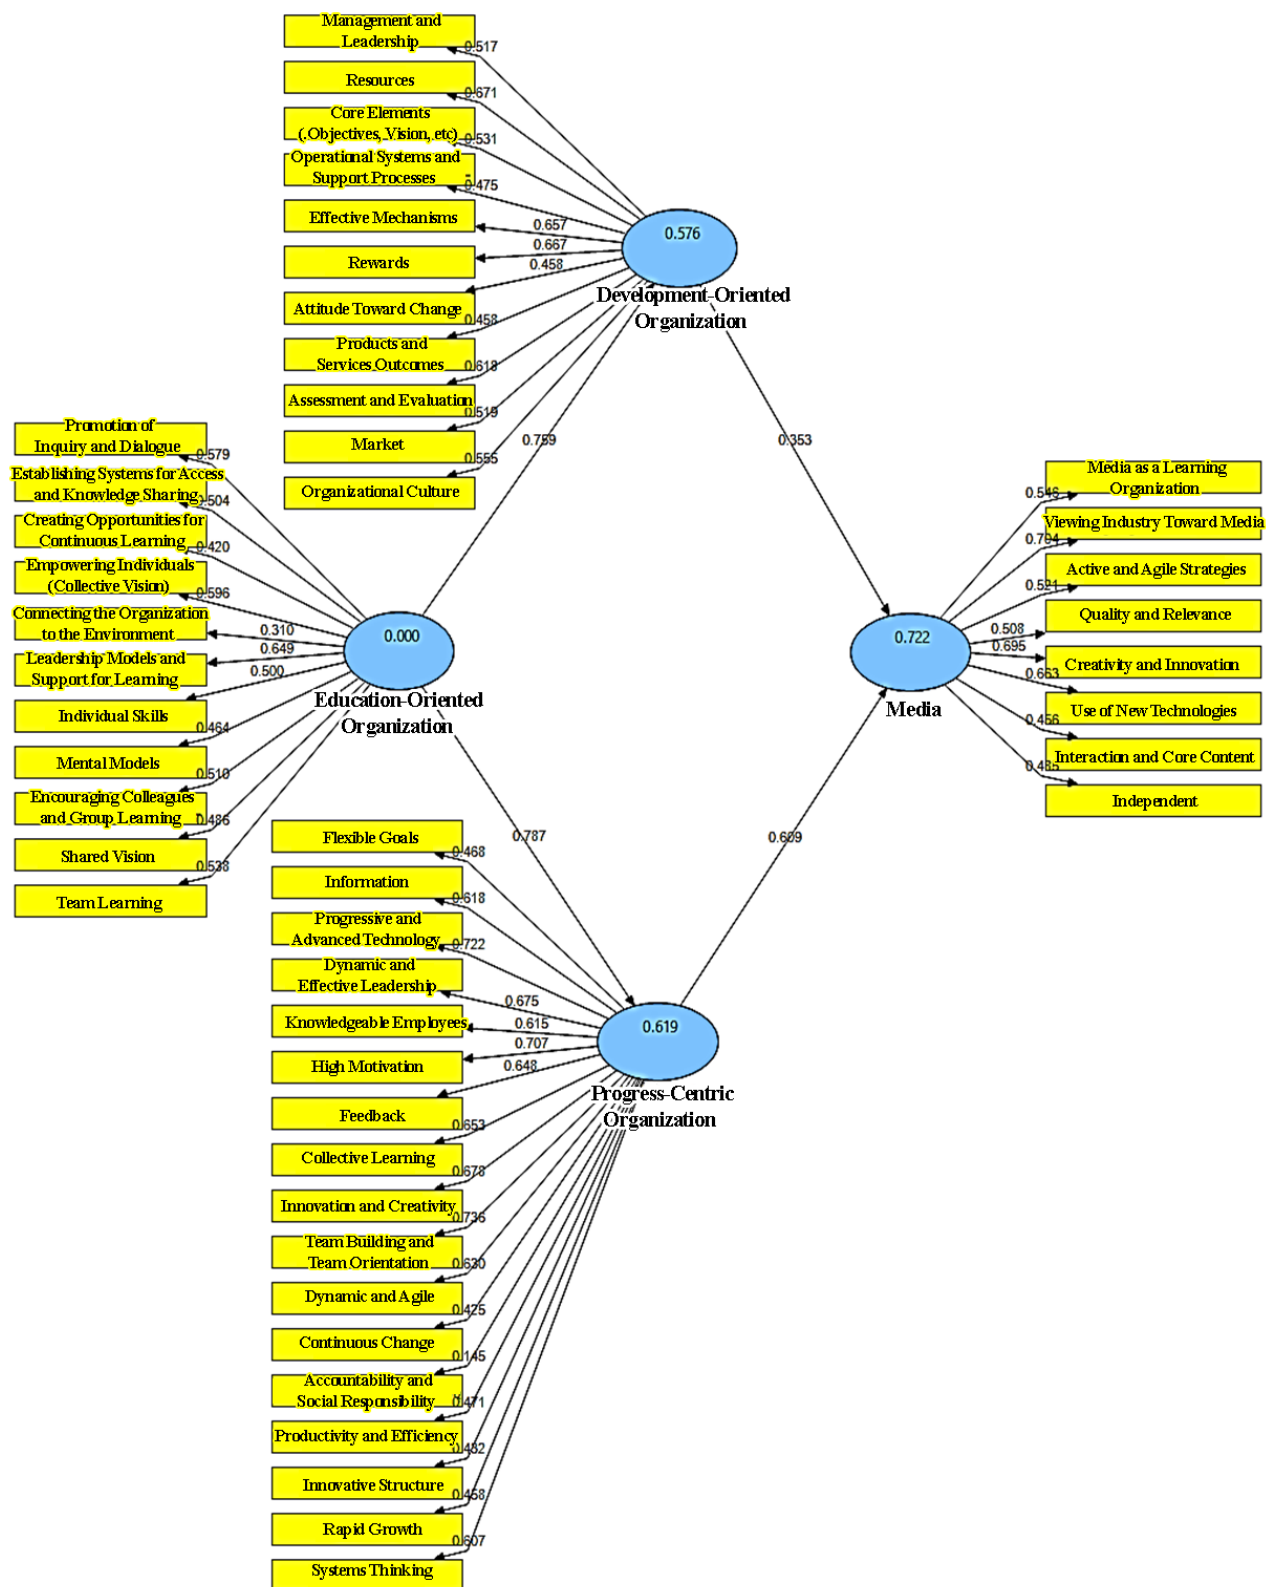 Management and
Leadership
0.517
Resources
0.671
Core Elements
(.Objectives, Vision, etc)
0.531
Operational Systems and
Support Processes
0.475
Effective Mechanisms
0.657
Rewards
0.667
Attitude Toward Change
0.458
Products and
Services Outcomes
0.458
Assessment and Evaluation
0.618
Market
0.519
Organizational Culture
0.555
0.576
Development-Oriented
Organization
0.759
0.353
Promotion of
Inquiry and Dialogue
0.579
Establishing Systems for Access
and Knowledge Sharing
0.504
Creating Opportunities for
Continuous Learning
0.420
Empowering Individuals
(Collective Vision)
0.596
Connecting the Organization
to the Environment
0.310
Leadership Models and
Support for Learning
0.649
Individual Skills
0.500
Mental Models
0.464
Encouraging Colleagues
and Group Learning
0.510
Shared Vision
0.486
Team Learning
0.538
0.000
Education-Oriented
Organization
0.787
0.609
0.722
Media
Media as a Learning
Organization
0.546
Viewing Industry Toward Media
0.704
Active and Agile Strategies
0.521
Quality and Relevance
0.508
Creativity and Innovation
0.695
Use of New Technologies
0.663
Interaction and Core Content
0.456
Independent
0.485
Flexible Goals
0.468
Information
0.618
Progressive and
Advanced Technology
0.722
Dynamic and
Effective Leadership
0.675
Knowledgeable Employees
0.615
High Motivation
0.707
Feedback
0.648
Collective Learning
0.653
Innovation and Creativity
0.678
Team Building and
Team Orientation
0.736
Dynamic and Agile
0.630
Continuous Change
0.425
Accountability and
Social Responsibility
0.145
Productivity and Efficiency
0.471
Innovative Structure
0.482
Rapid Growth
0.458
Systems Thinking
0.607
0.619
Progress-Centric
Organization